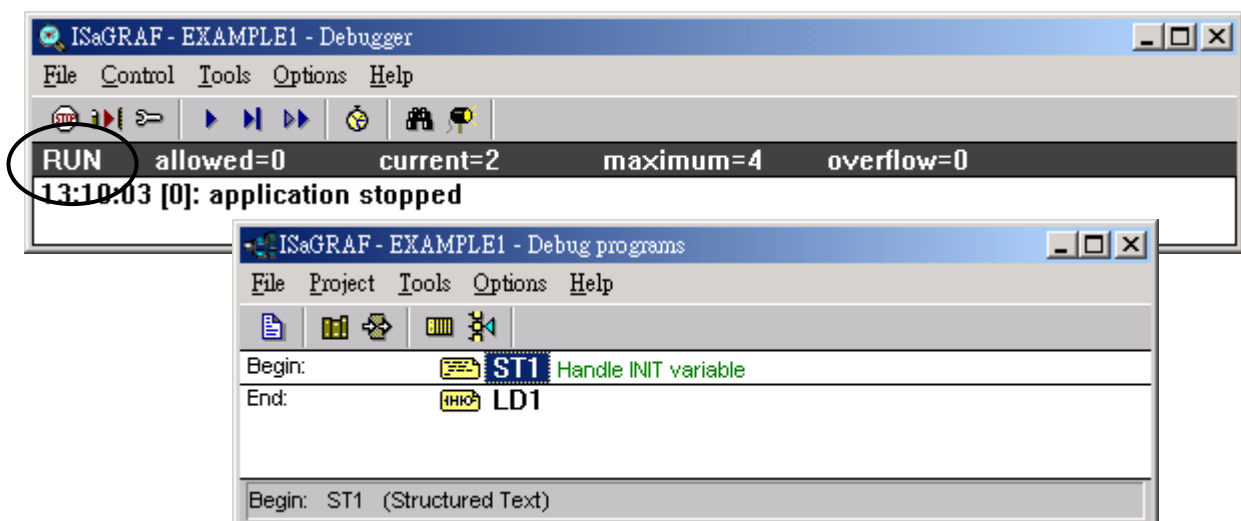 ISaGRAF - EXAMPLE1 - Debugger
File Control Tools Options Help
STOP
RUN allowed=0 current=2 maximum=4 overflow=0
13:10:03 [0]: application stopped
ISaGRAF - EXAMPLE1 - Debug programs
File Project Tools Options Help
Begin: ST1 Handle INIT variable
End: LD1
Begin: ST1 (Structured Text)